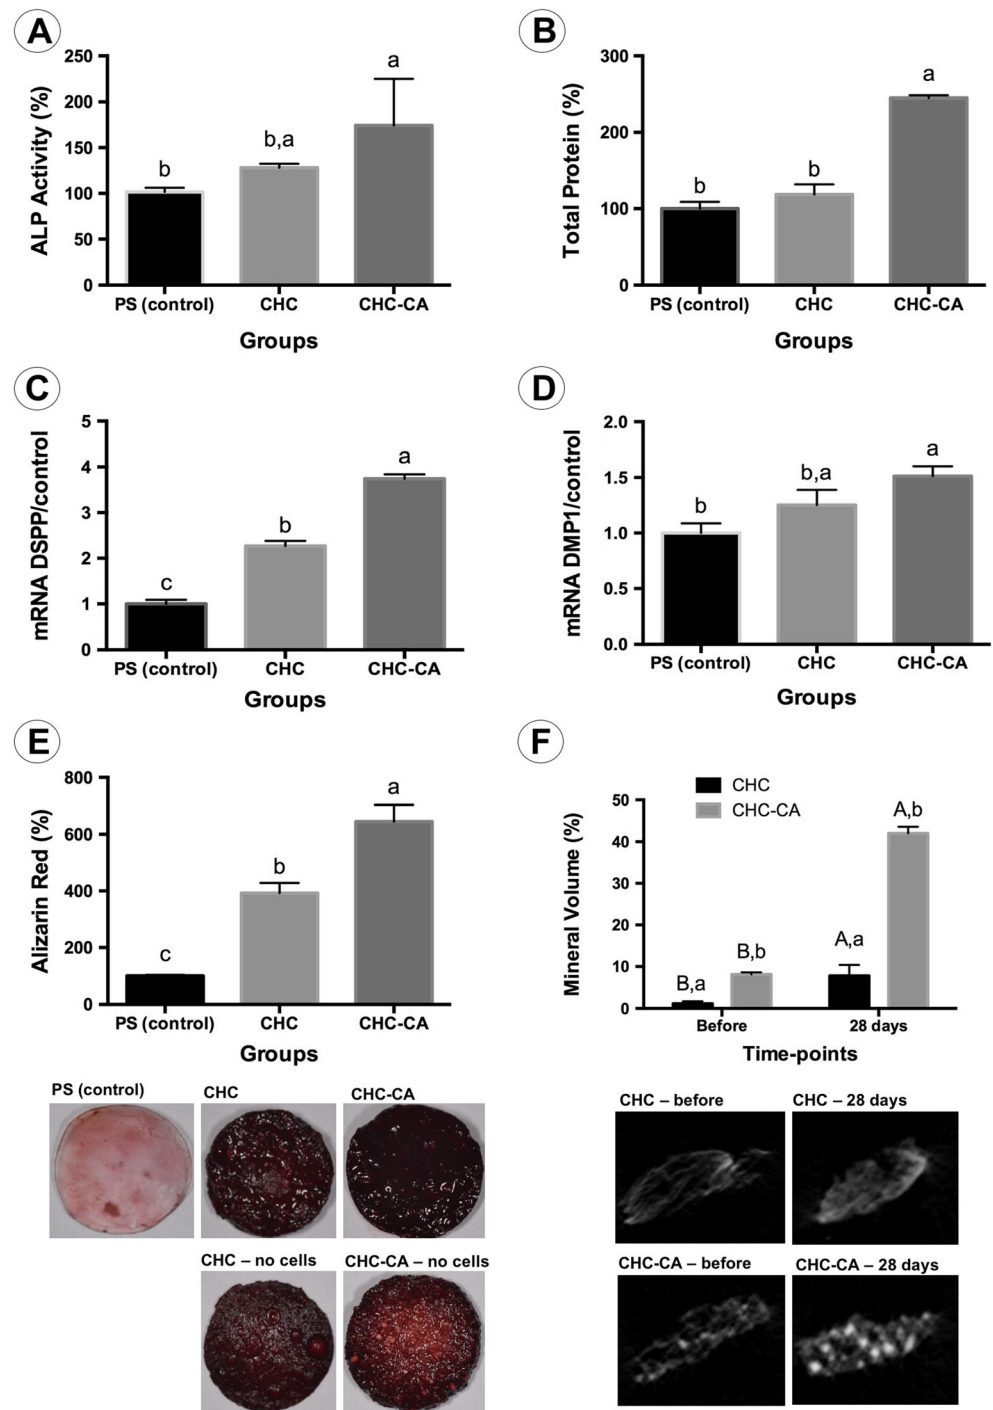 A
ALP Activity (%)
250
200
150
100
50
0
b
b,a
a
PS (control) CHC CHC-CA
Groups
B
Total Protein (%)
300
200
100
0
b
b
a
PS (control) CHC CHC-CA
Groups
C
mRNA DSPP/control
5
4
3
2
1
0
c
b
a
PS (control) CHC CHC-CA
Groups
D
mRNA DMP1/control
2.0
1.5
1.0
0.5
0.0
b
b,a
a
PS (control) CHC CHC-CA
Groups
E
Alizarin Red (%)
800
600
400
200
0
c
b
a
PS (control) CHC CHC-CA
Groups
PS (control) CHC CHC-CA
CHC – no cells CHC-CA – no cells
F
CHC
CHC-CA
Mineral Volume (%)
50
40
30
20
10
0
B,a
B,b
A,a
A,b
Before 28 days
Time-points
CHC – before CHC – 28 days
CHC-CA – before CHC-CA – 28 days